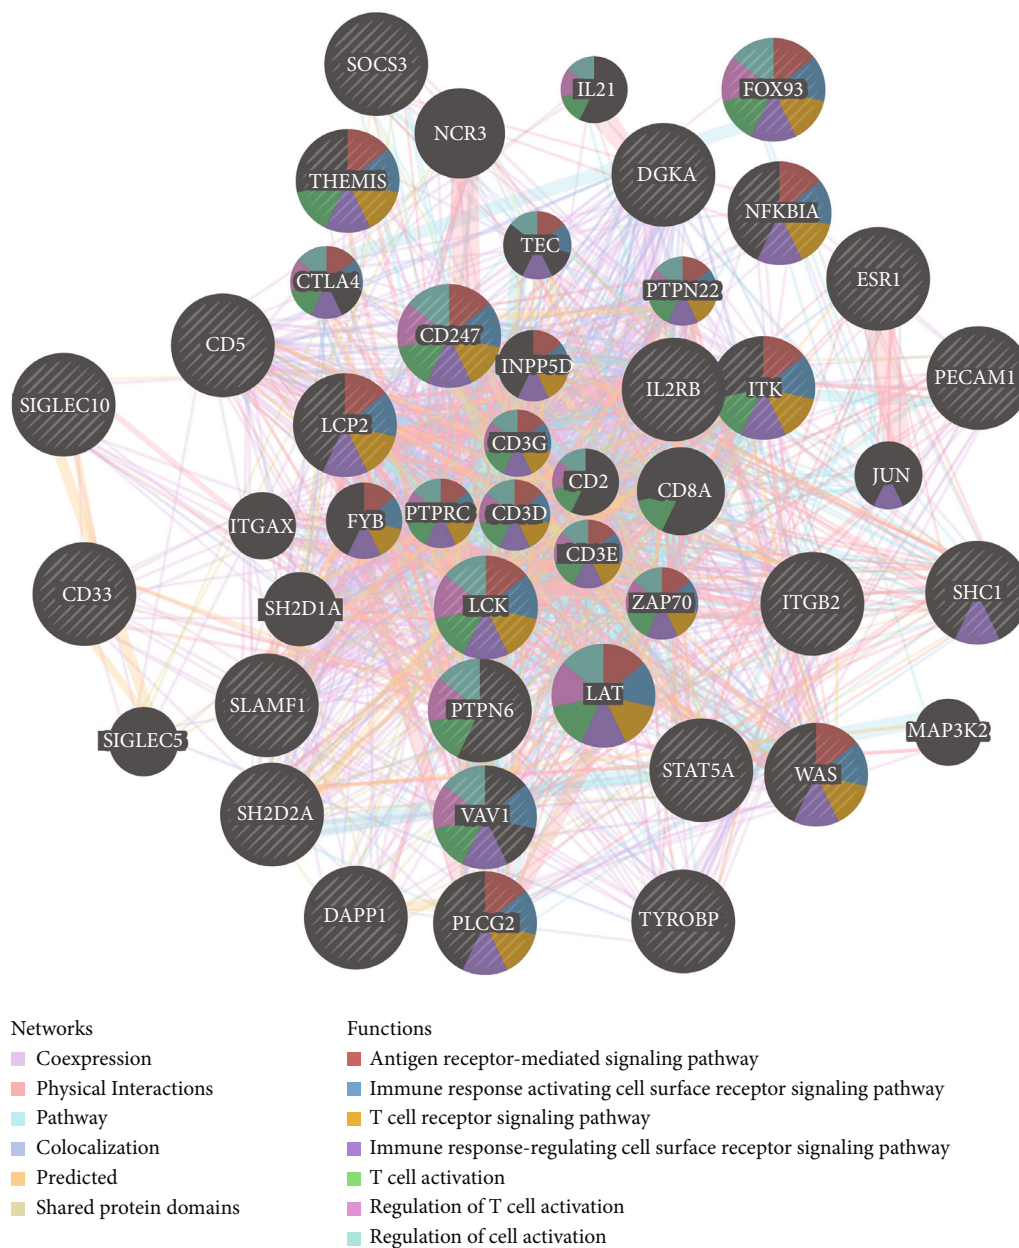 SOCS3
IL21
FOX93
NCR3
DGKA
THEMIS
NFKBIA
TEC
ESR1
CTLA4
PTPN22
CD247
CD5
INPP5D
IL2RB
ITK
PECAM1
SIGLEC10
LCP2
CD3G
CD2
JUN
CD8A
ITGAX
FYB
PTPRC
CD3D
CD3E
CD33
SH2D1A
LCK
ZAP70
ITGB2
SHC1
SLAMF1
PTPN6
LAT
SIGLEC5
MAP3K2
STAT5A
WAS
SH2D2A
VAV1
DAPP1
PLCG2
TYROBP
Networks
Coexpression
Physical Interactions
Pathway
Colocalization
Predicted
Shared protein domains
Functions
Antigen receptor-mediated signaling pathway
Immune response activating cell surface receptor signaling pathway
T cell receptor signaling pathway
Immune response-regulating cell surface receptor signaling pathway
T cell activation
Regulation of T cell activation
Regulation of cell activation